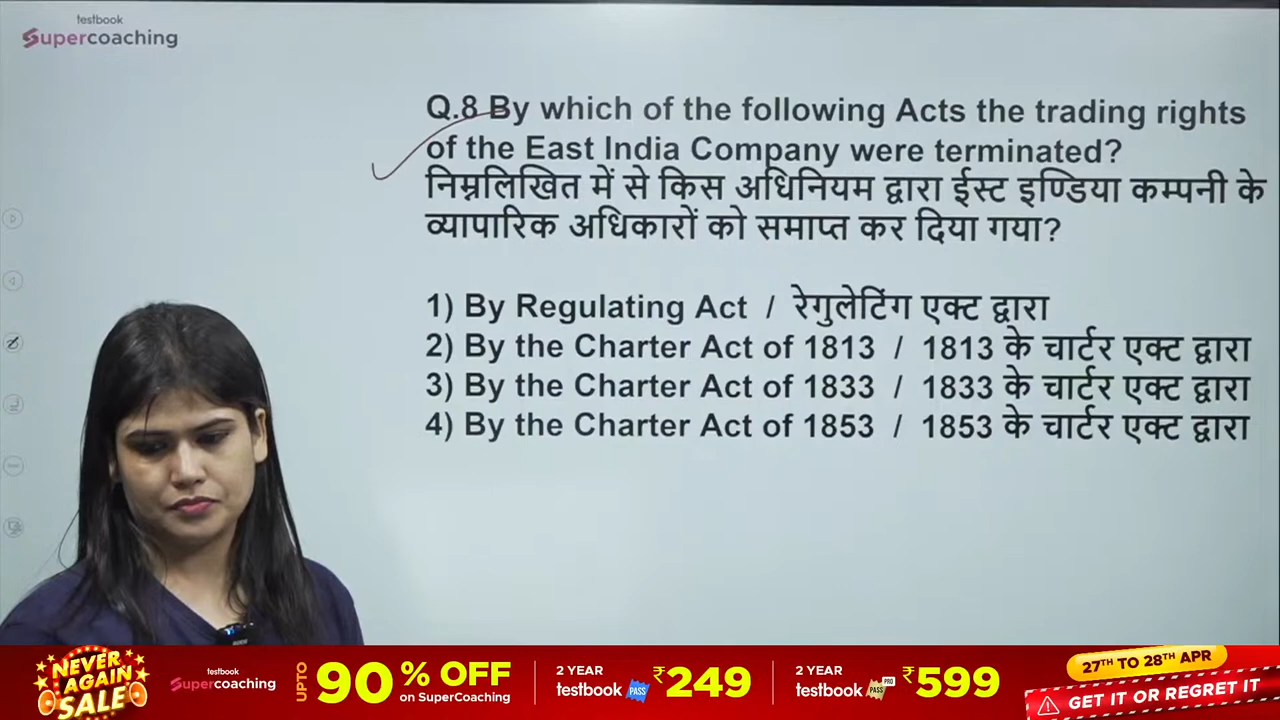 testbook
Supercoaching
Q.8 By which of the following Acts the trading rights
of the East India Company were terminated?
निम्नलिखित में से किस अधिनियम द्वारा ईस्ट इण्डिया कम्पनी के
व्यापारिक अधिकारों को समाप्त कर दिया गया?
1) By Regulating Act / रेगुलेटिंग एक्ट द्वारा
2) By the Charter Act of 1813 / 1813 के चार्टर एक्ट द्वारा
3) By the Charter Act of 1833 / 1833 के चार्टर एक्ट द्वारा
4) By the Charter Act of 1853 / 1853 के चार्टर एक्ट द्वारा
NEVER
AGAIN
SALE
testbook
Supercoaching
UPTO
90% OFF
on SuperCoaching
2 YEAR
testbook PASS
₹249
2 YEAR
testbook PASS PRO
₹599
27TH TO 28TH APR
GET IT OR REGRET IT